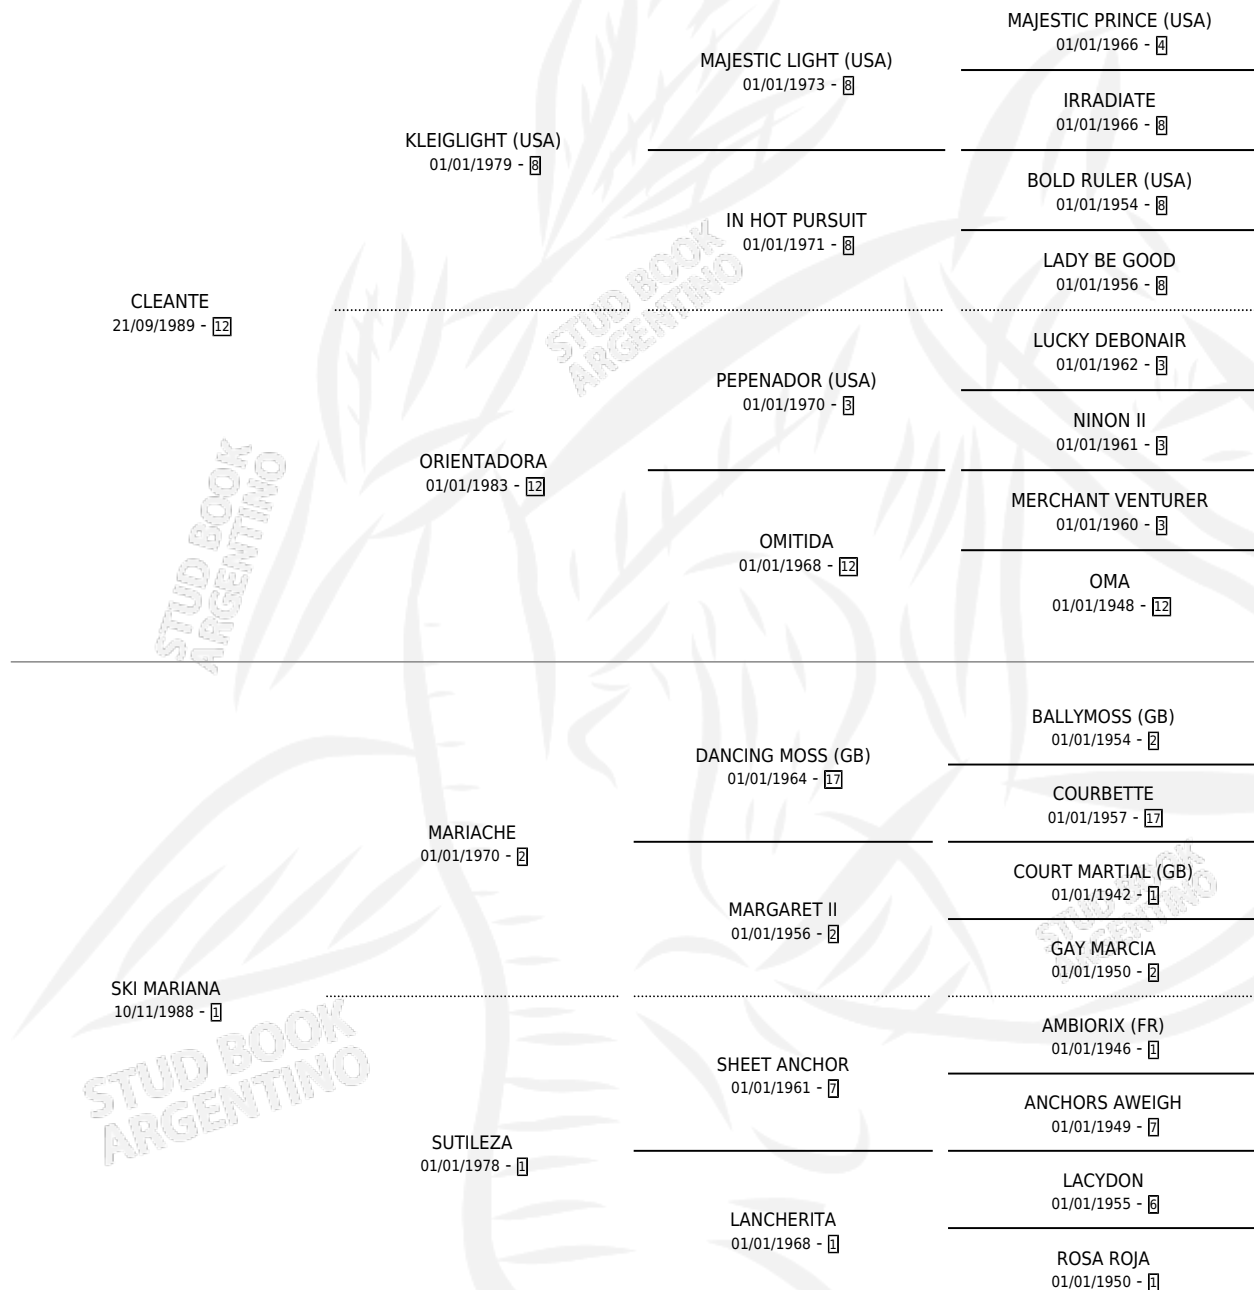 MAJESTIC PRINCE (USA)
01/01/1966 - 4
MAJESTIC LIGHT (USA)
01/01/1973 - 8
IRRADIATE
01/01/1966 - 8
KLEIGLIGHT (USA)
01/01/1979 - 8
BOLD RULER (USA)
01/01/1954 - 8
IN HOT PURSUIT
01/01/1971 - 8
LADY BE GOOD
01/01/1956 - 8
CLEANTE
21/09/1989 - 12
LUCKY DEBONAIR
01/01/1962 - 3
PEPENADOR (USA)
01/01/1970 - 3
NINON II
01/01/1961 - 3
ORIENTADORA
01/01/1983 - 12
MERCHANT VENTURER
01/01/1960 - 3
OMITIDA
01/01/1968 - 12
OMA
01/01/1948 - 12
BALLYMOSS (GB)
01/01/1954 - 2
DANCING MOSS (GB)
01/01/1964 - 17
COURBETTE
01/01/1957 - 17
MARIACHE
01/01/1970 - 2
COURT MARTIAL (GB)
01/01/1942 - 1
MARGARET II
01/01/1956 - 2
GAY MARCIA
01/01/1950 - 2
SKI MARIANA
10/11/1988 - 1
AMBIORIX (FR)
01/01/1946 - 1
SHEET ANCHOR
01/01/1961 - 7
ANCHORS AWEIGH
01/01/1949 - 7
SUTILEZA
01/01/1978 - 1
LACYDON
01/01/1955 - 6
LANCHERITA
01/01/1968 - 1
ROSA ROJA
01/01/1950 - 1
STUD BOOK
ARGENTINO
STUD BOOK
ARGENTINO
STUD BOOK
ARGENTINO
STUD BOOK
ARGENTINO